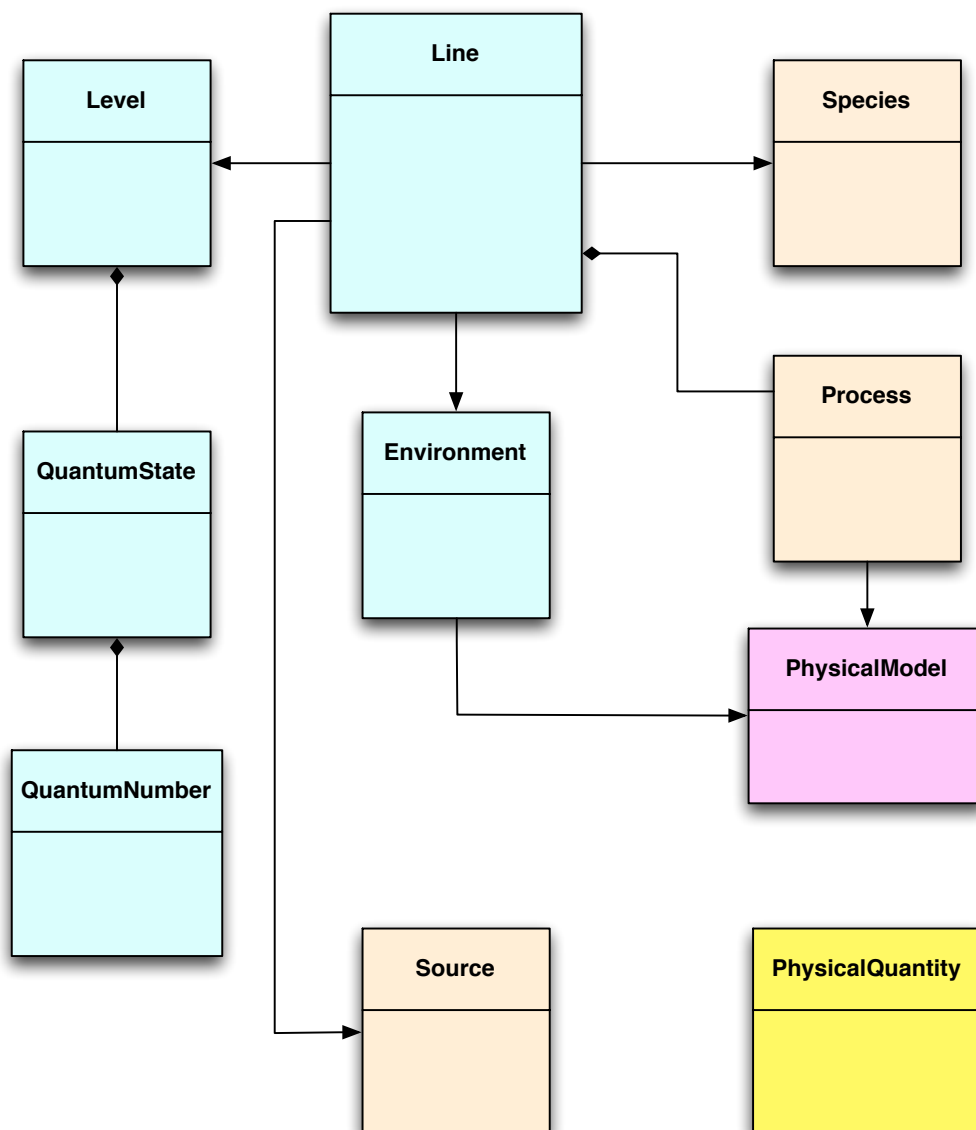 Line
Level
Species
Process
Environment
QuantumState
PhysicalModel
QuantumNumber
Source
PhysicalQuantity